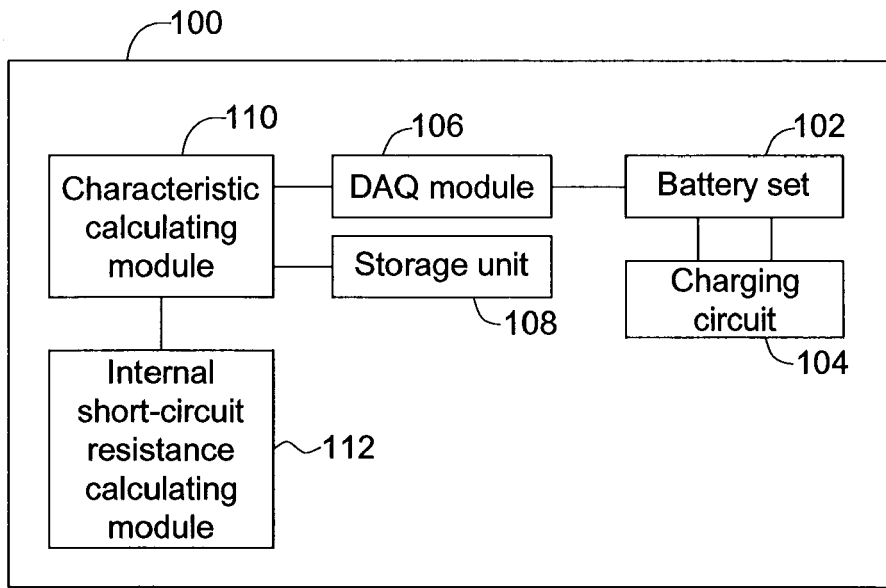 100
110
106
102
Characteristic
calculating
module
DAQ module
Battery set
Storage unit
108
Charging
circuit
104
Internal
short-circuit
resistance
calculating
module
112